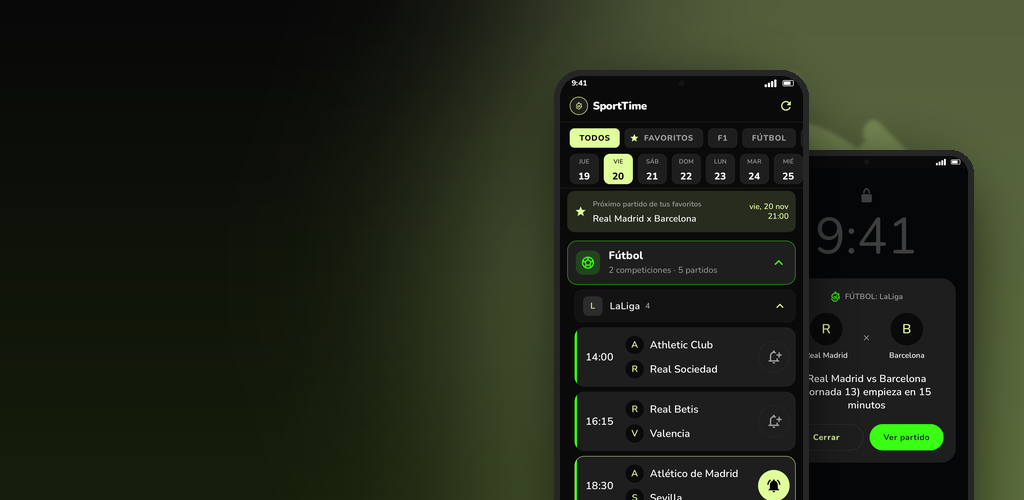 9:41
SportTime
TODOS
FAVORITOS
F1
FÚTBOL
JUE
19
VIE
20
SÁB
21
DOM
22
LUN
23
MAR
24
MIÉ
25
Próximo partido de tus favoritos
Real Madrid x Barcelona
vie, 20 nov
21:00
Fútbol
2 competiciones · 5 partidos
L
LaLiga 4
14:00
A Athletic Club
R Real Sociedad
16:15
R Real Betis
V Valencia
18:30
A Atlético de Madrid
S Sevilla
9:41
FÚTBOL: LaLiga
R
×
B
Madrid
Barcelona
Real Madrid vs Barcelona
13) empieza en 15
minutos
Cerrar
Ver partido